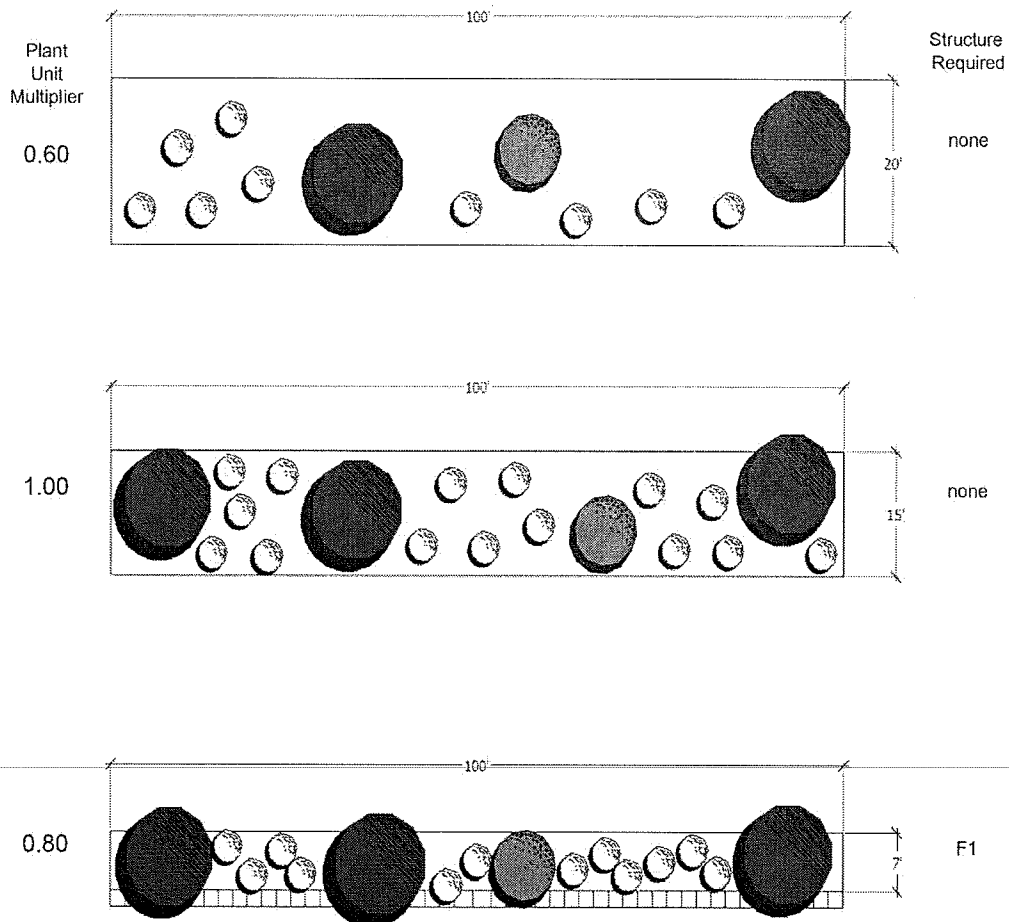 100'
Plant
Unit
Multiplier
Structure
Required
0.60
none
20'
100'
1.00
none
15'
100'
0.80
F1
7'